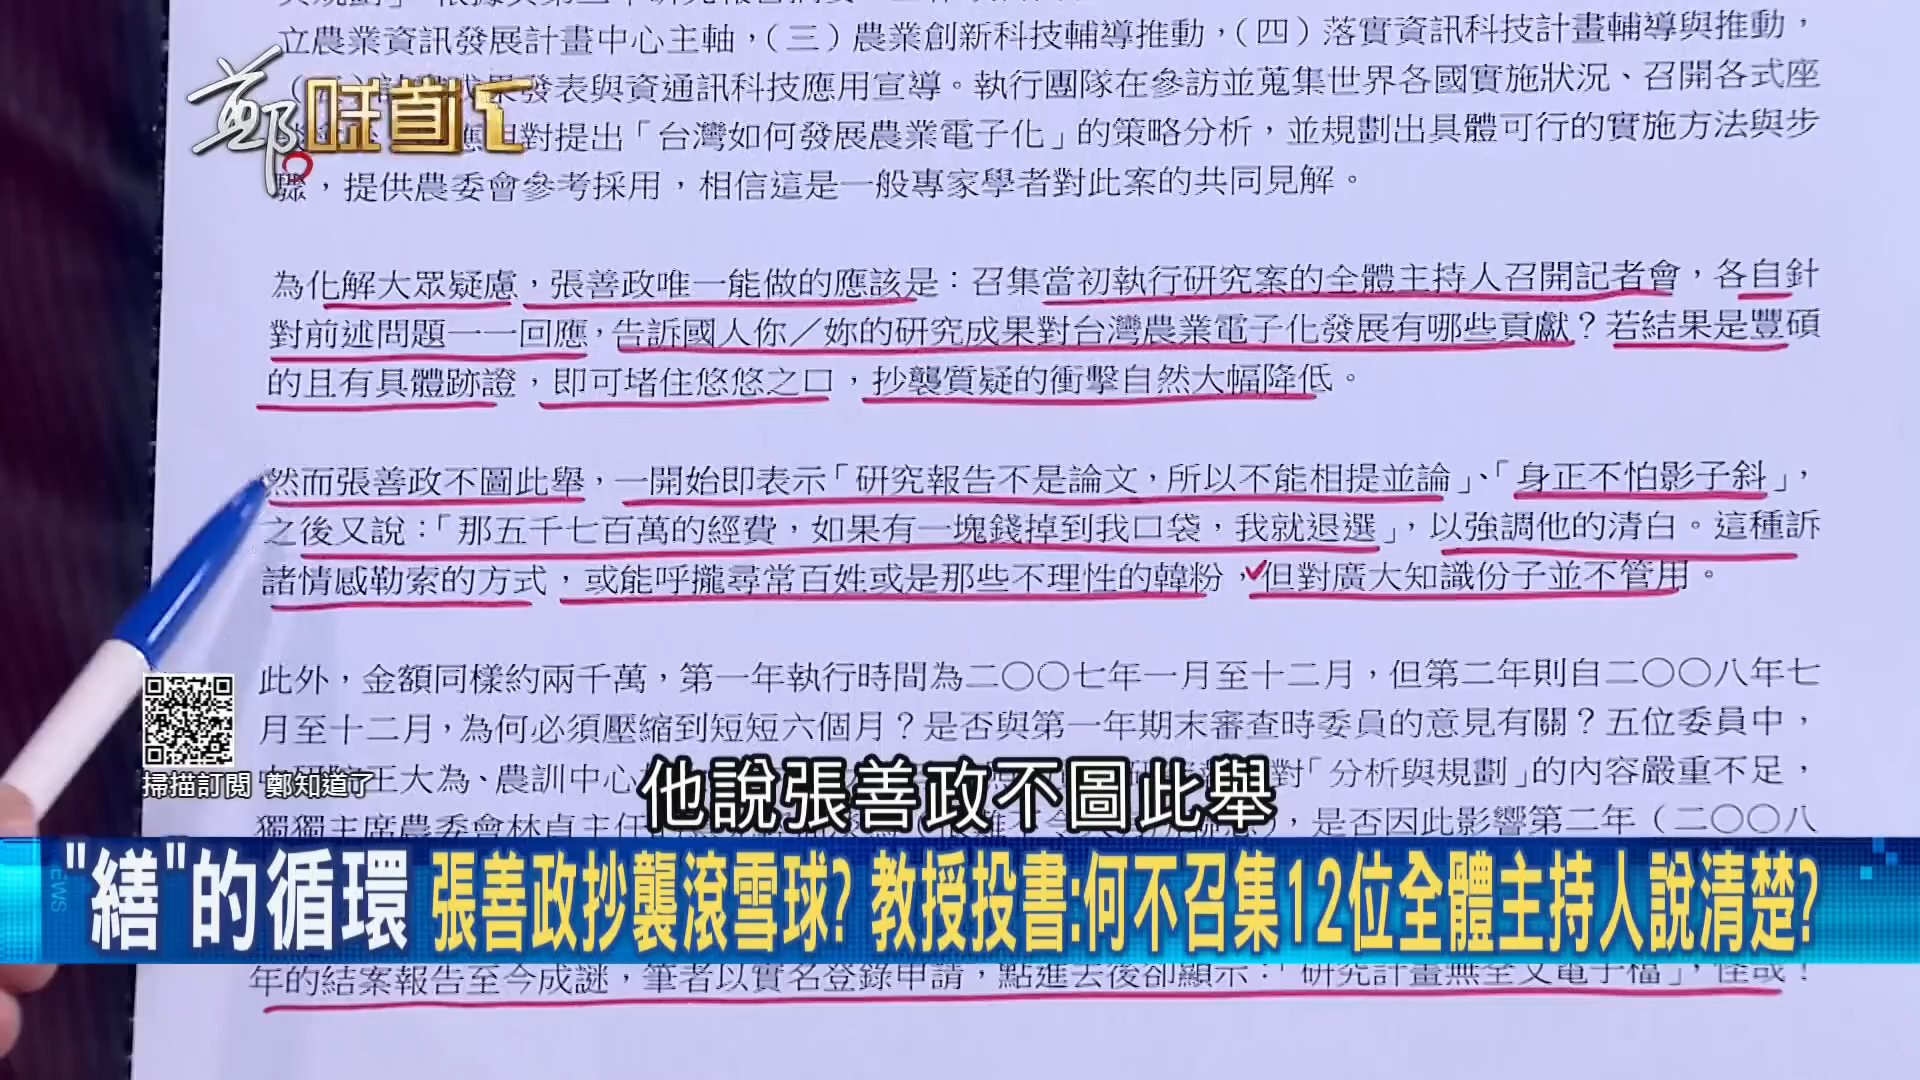 立農業資訊發展計畫中心主軸，（三）農業創新科技輔導推動，（四）落實資訊科技計畫輔導與推動，
果發表與資通訊科技應用宣導。執行團隊在參訪並蒐集世界各國實施狀況、召開各式座
對提出「台灣如何發展農業電子化」的策略分析，並規劃出具體可行的實施方法與步
驟，提供農委會參考採用，相信這是一般專家學者對此案的共同見解。
為化解大眾疑慮，張善政唯一能做的應該是：召集當初執行研究案的全體主持人召開記者會，各自針
對前述問題一一回應，告訴國人你／妳的研究成果對台灣農業電子化發展有哪些貢獻？若結果是豐碩
的且有具體跡證，即可堵住悠悠之口，抄襲質疑的衝擊自然大幅降低。
然而張善政不圖此舉，一開始即表示「研究報告不是論文，所以不能相提並論」、「身正不怕影子斜」，
之後又說：「那五千七百萬的經費，如果有一塊錢掉到我口袋，我就退選」，以強調他的清白。這種訴
諸情感勒索的方式，或能呼攏尋常百姓或是那些不理性的韓粉，但對廣大知識份子並不管用。
此外，金額同樣約兩千萬，第一年執行時間為二〇〇七年一月至十二月，但第二年則自二〇〇八年七
月至十二月，為何必須壓縮到短短六個月？是否與第一年期末審查時委員的意見有關？五位委員中，
王大為、農訓中心
對「分析與規劃」的內容嚴重不足，
掃描訂閱 鄭知道了
他說張善政不圖此舉
獨獨主席農委會林貞主任
，是否因此影響第二年（二〇〇八
"繕"的循環 張善政抄襲滾雪球? 教授投書:何不召集12位全體主持人說清楚?
年的結案報告至今成謎，筆者以實名登錄申請，點進去後卻顯示：「研究計畫無全文電子檔」，怪哉！